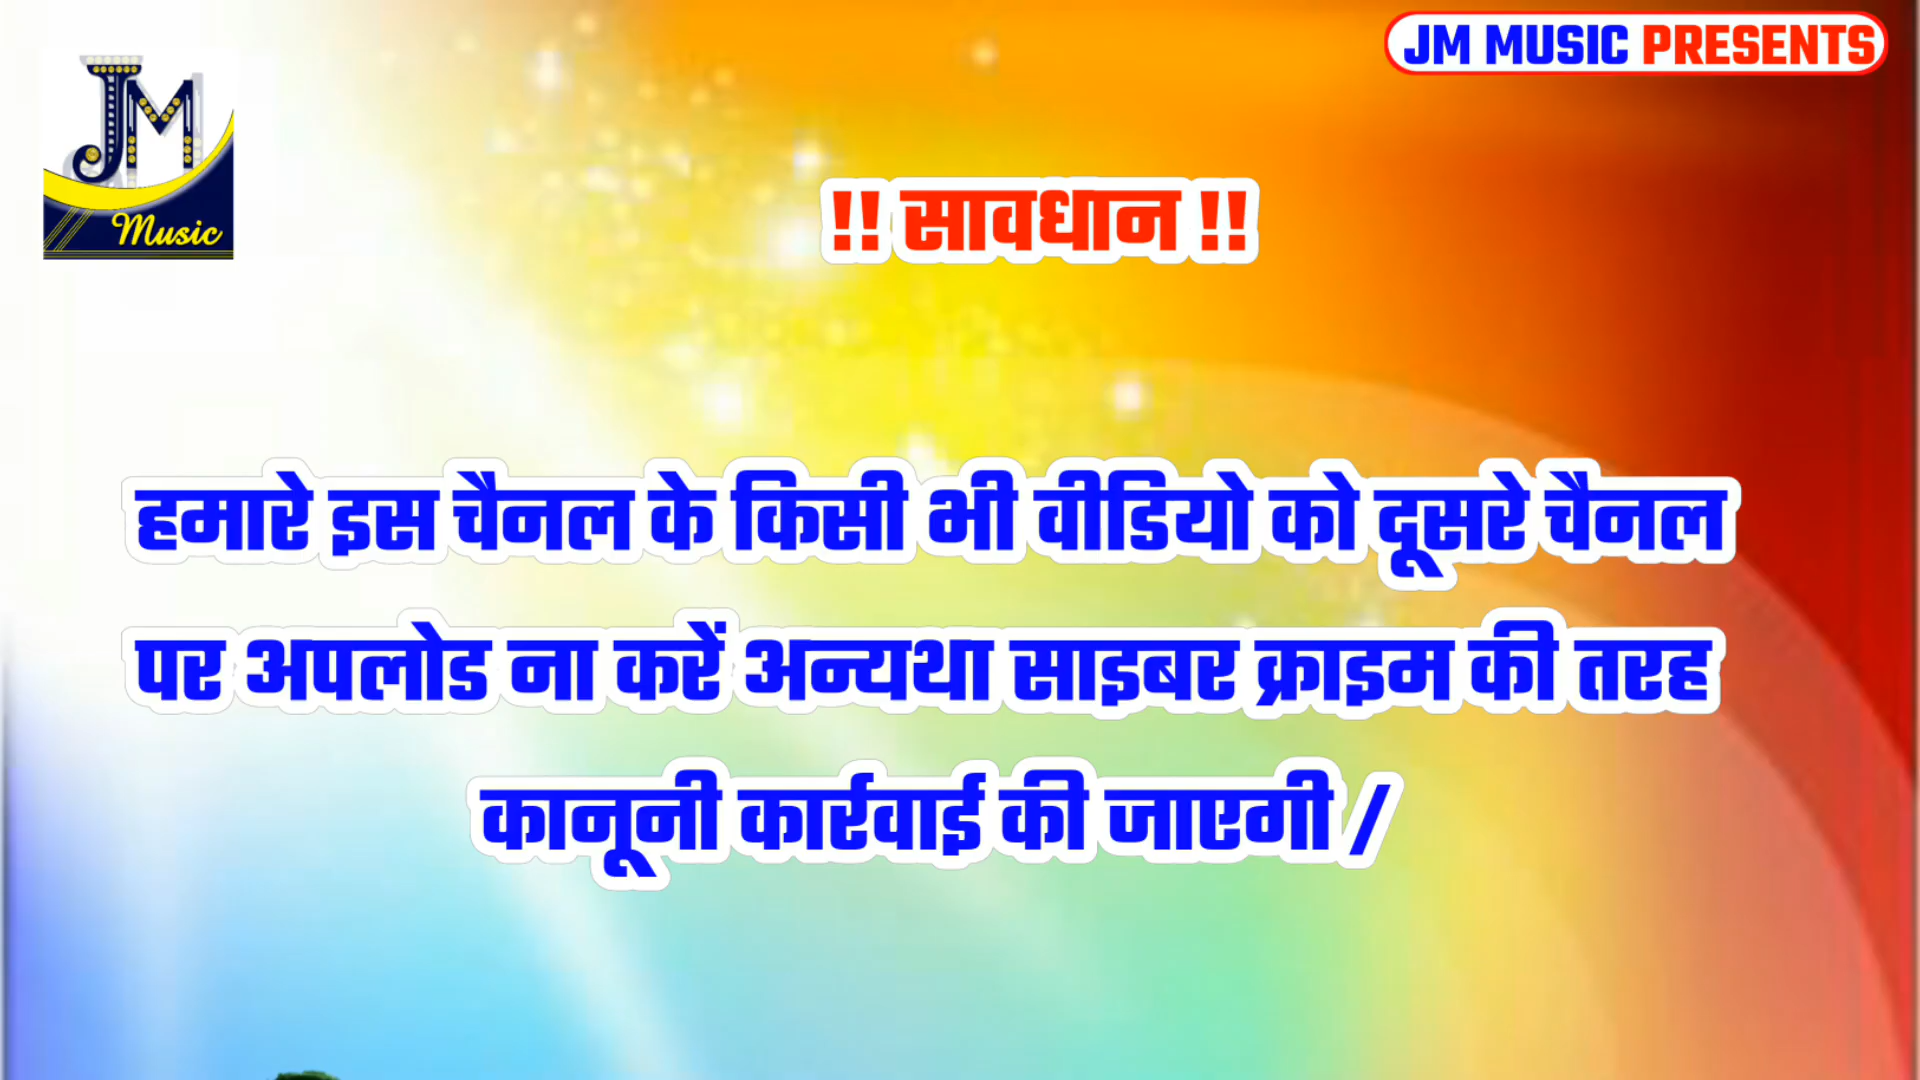 JM MUSIC PRESENTS
JM
Music
!! सावधान !!
हमारे इस चैनल के किसी भी वीडियो को दूसरे चैनल
पर अपलोड ना करें अन्यथा साइबर क्राइम की तरह
कानूनी कार्रवाई की जाएगी /